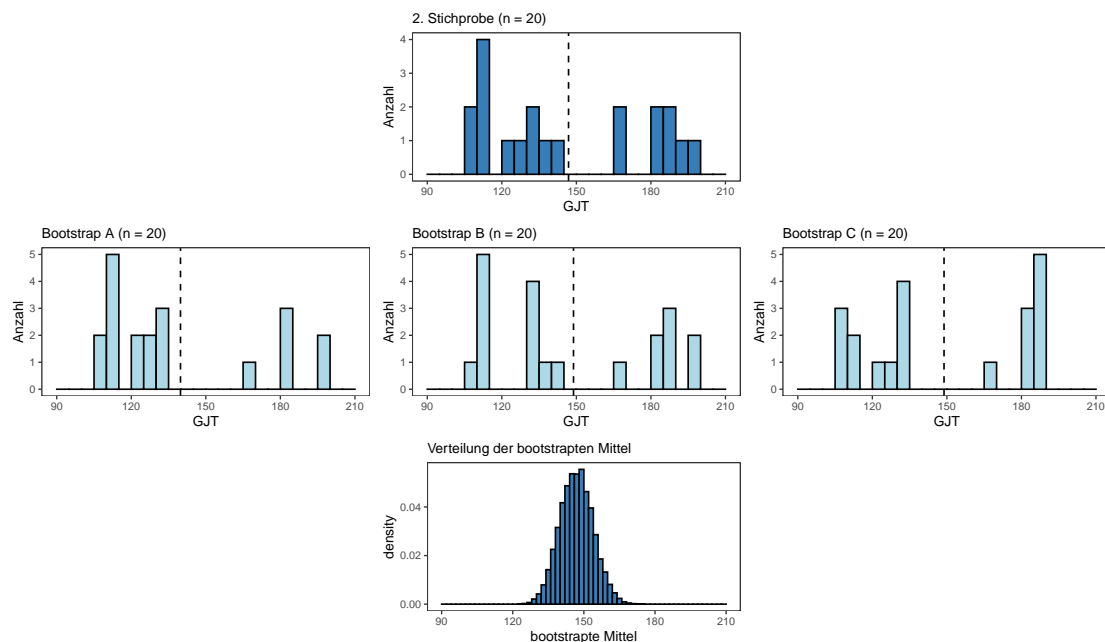 2. Stichprobe (n = 20)
Anzahl
4
3
2
1
0
90 120 150 180 210
GJT
Bootstrap A (n = 20)
Anzahl
5
4
3
2
1
0
90 120 150 180 210
GJT
Bootstrap B (n = 20)
Anzahl
5
4
3
2
1
0
90 120 150 180 210
GJT
Bootstrap C (n = 20)
Anzahl
5
4
3
2
1
0
90 120 150 180 210
GJT
Verteilung der bootstrapten Mittel
density
0.04
0.02
0.00
90 120 150 180 210
bootstrapte Mittel